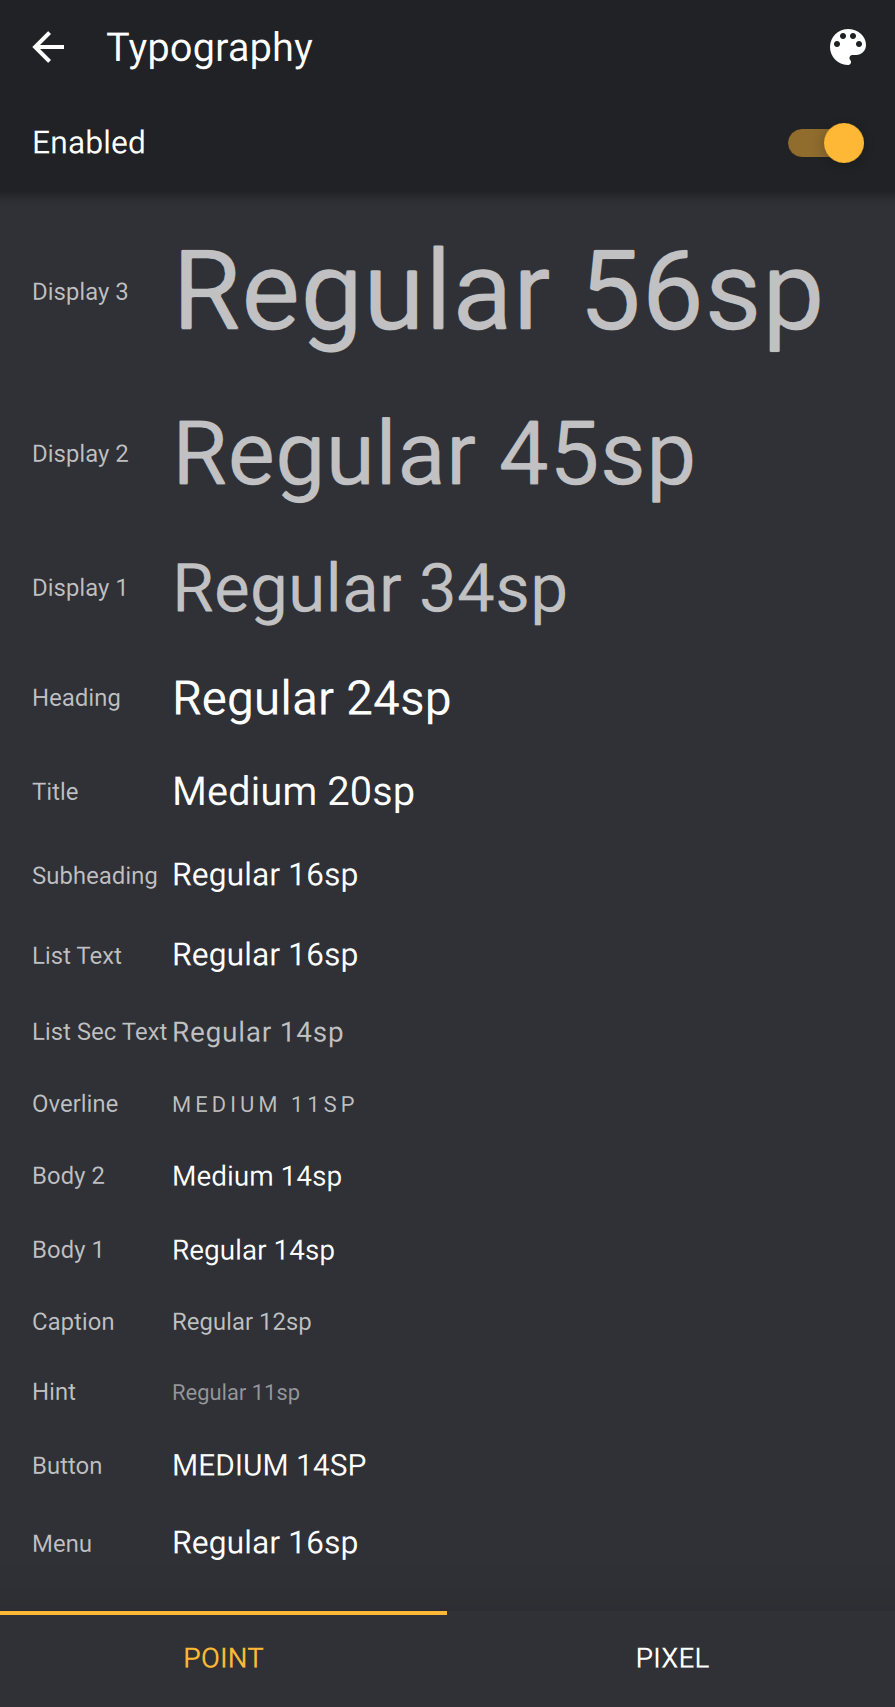 Typography
Enabled
Display 3 Regular 56sp
Display 2 Regular 45sp
Display 1 Regular 34sp
Heading Regular 24sp
Title Medium 20sp
Subheading Regular 16sp
List Text Regular 16sp
List Sec Text Regular 14sp
Overline MEDIUM 11SP
Body 2 Medium 14sp
Body 1 Regular 14sp
Caption Regular 12sp
Hint Regular 11sp
Button MEDIUM 14SP
Menu Regular 16sp
POINT PIXEL